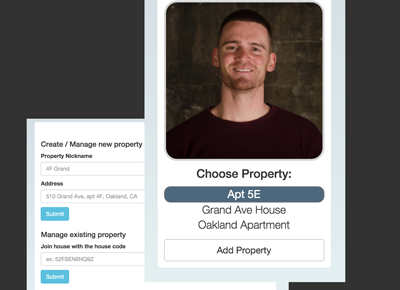 Create / Manage new property
Property Nickname
4F Grand
Address
510 Grand Ave, apt 4F, Oakland, CA
Submit
Manage existing property
Join house with the house code
ex: 52FSEN6NQ9Z
Submit
Choose Property:
Apt 5E
Grand Ave House
Oakland Apartment
Add Property